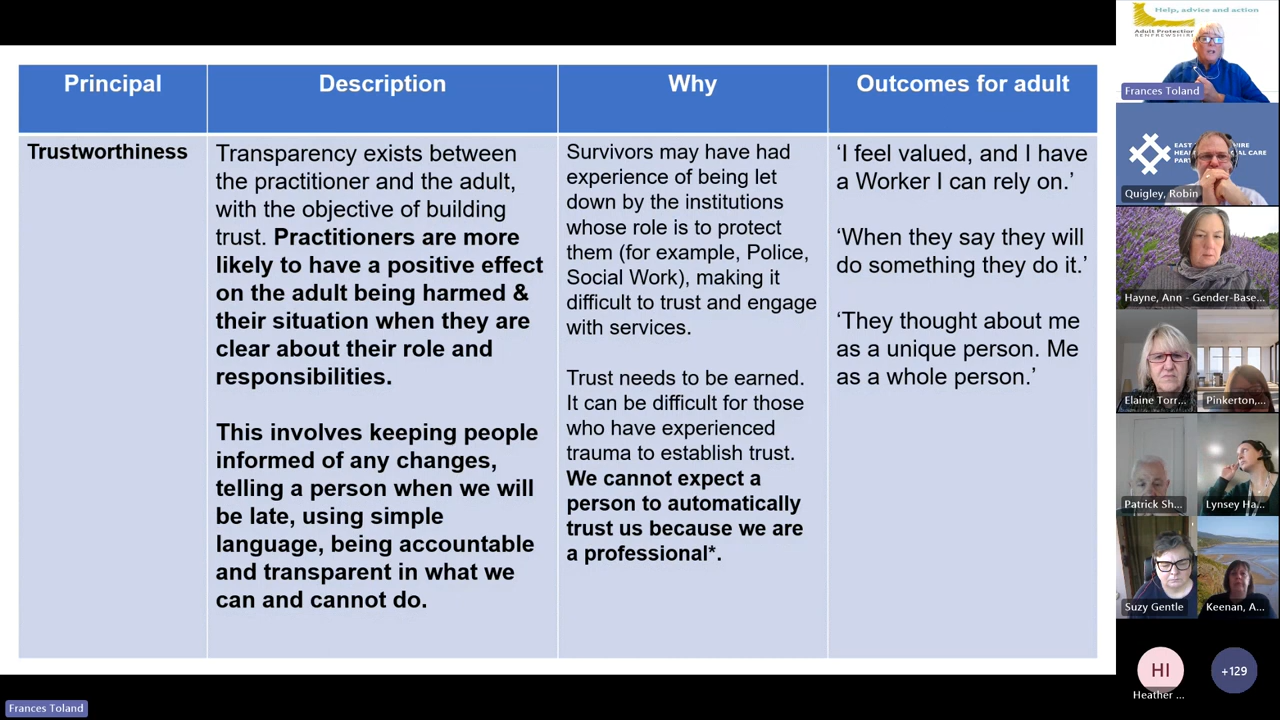 Principal
Description
Why
Outcomes for adult
Trustworthiness
Transparency exists between
the practitioner and the adult,
with the objective of building
trust. Practitioners are more
likely to have a positive effect
on the adult being harmed &
their situation when they are
clear about their role and
responsibilities.
This involves keeping people
informed of any changes,
telling a person when we will
be late, using simple
language, being accountable
and transparent in what we
can and cannot do.
Survivors may have had
experience of being let
down by the institutions
whose role is to protect
them (for example, Police,
Social Work), making it
difficult to trust and engage
with services.
Trust needs to be earned.
It can be difficult for those
who have experienced
trauma to establish trust.
We cannot expect a
person to automatically
trust us because we are
a professional*.
‘I feel valued, and I have
a Worker I can rely on.’
‘When they say they will
do something they do it.’
‘They thought about me
as a unique person. Me
as a whole person.’
Help, advice and action
Adult Protection
RENFREWSHIRE
Frances Toland
EAST
Quigley, Robin
Hayne, Ann - Gender-Base...
Elaine Torr...
Pinkerton,...
Patrick Sh...
Lynsey Ha...
Suzy Gentle
Keenan, A...
HI
Heather ...
+129
Frances Toland